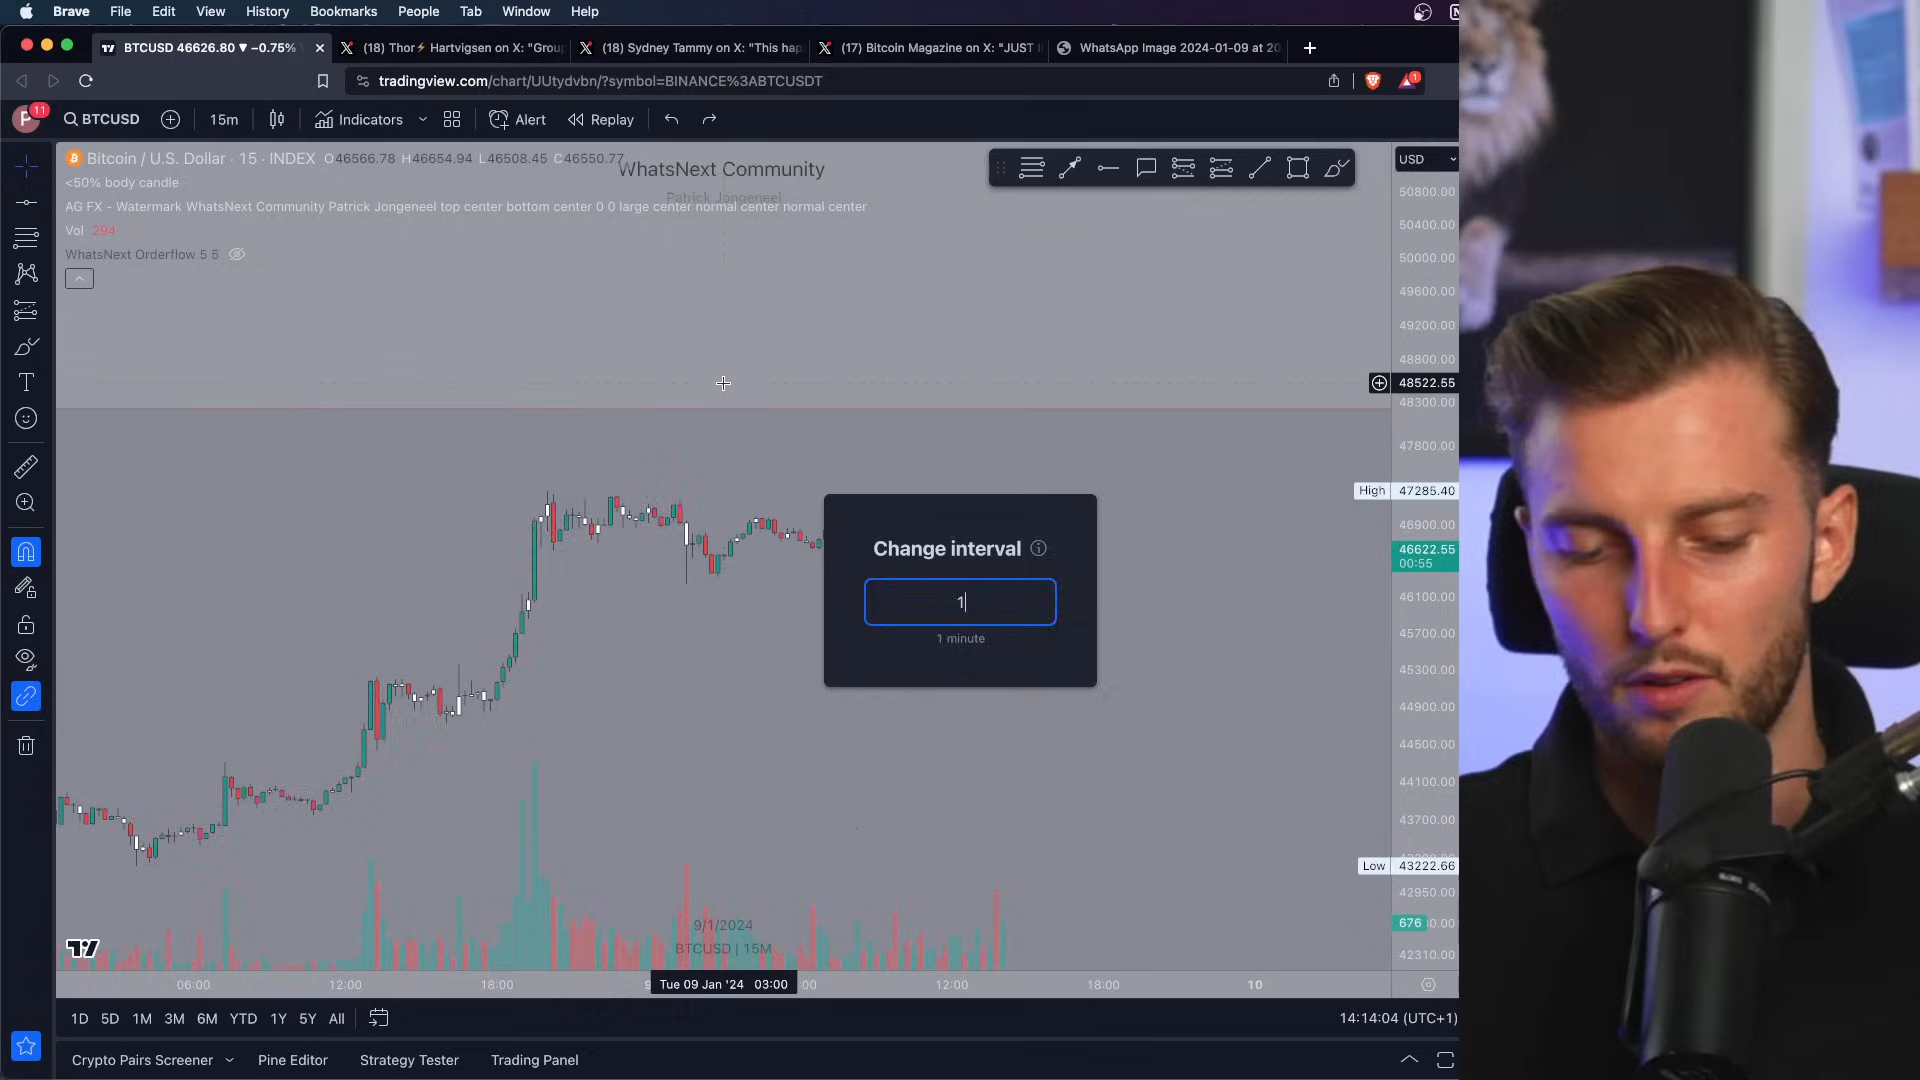 Brave File Edit View History Bookmarks People Tab Window Help
BTCUSD 46626.80 ▼ −0.75%
(18) Thor⚡ Hartvigsen on X: "Grou
(18) Sydney Tammy on X: "This hap
(17) Bitcoin Magazine on X: "JUST I
WhatsApp Image 2024-01-09 at 20
tradingview.com/chart/UUtydvbn/?symbol=BINANCE%3ABTCUSDT
1
P 11 BTCUSD 15m Indicators Alert Replay
Bitcoin / U.S. Dollar · 15 · INDEX O46566.78 H46654.94 L46508.45 C46550.77
WhatsNext Community
Patrick Jongeneel
<50% body candle
AG FX - Watermark WhatsNext Community Patrick Jongeneel top center bottom center 0 0 large center normal center normal center
Vol 294
WhatsNext Orderflow 5 5
USD
50800.00
50400.00
50000.00
49600.00
49200.00
48800.00
48522.55
48300.00
47800.00
High 47285.40
46900.00
46622.55
00:55
46100.00
45700.00
45300.00
44900.00
44500.00
44100.00
43700.00
Low 43222.66
42950.00
676
42310.00
Change interval
1
1 minute
9/1/2024
BTCUSD | 15M
06:00 12:00 18:00 Tue 09 Jan '24 03:00 12:00 18:00 10
1D 5D 1M 3M 6M YTD 1Y 5Y All
14:14:04 (UTC+1)
Crypto Pairs Screener Pine Editor Strategy Tester Trading Panel